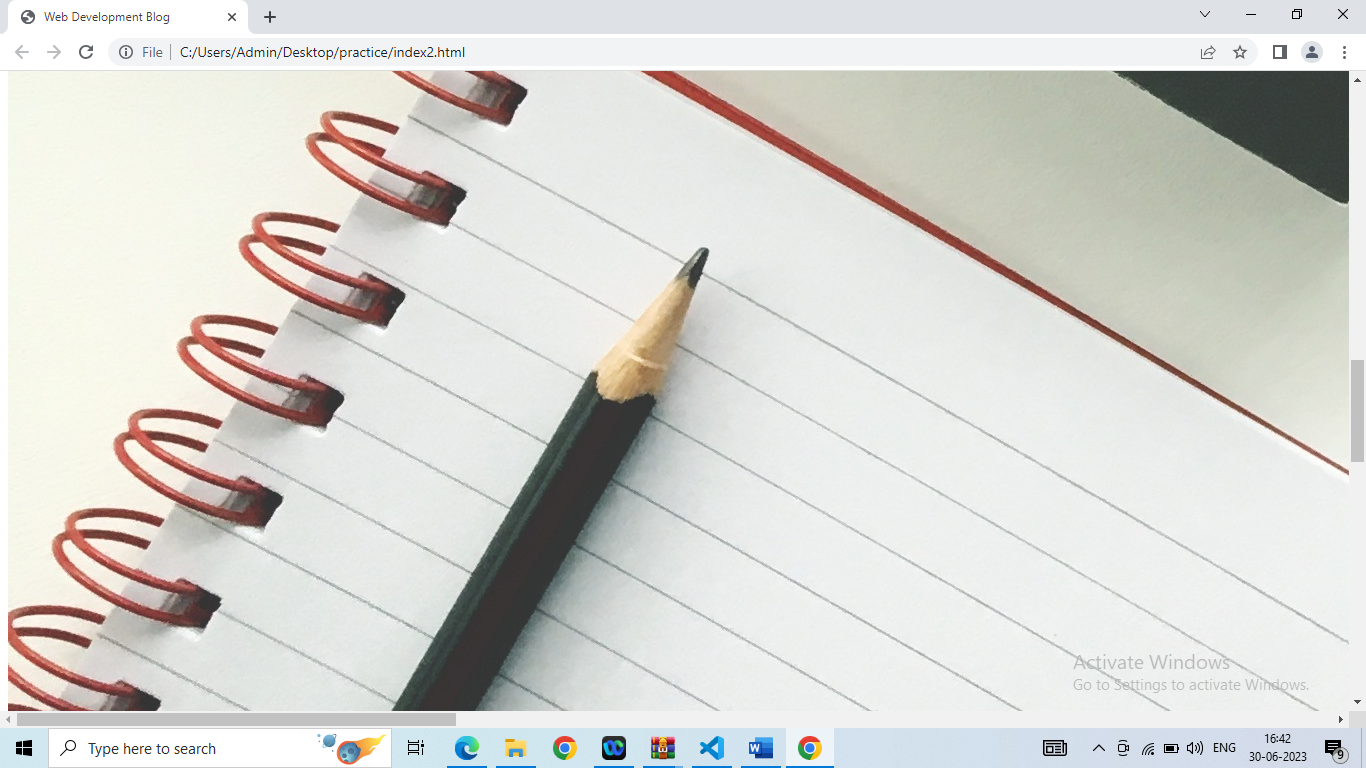 Web Development Blog
File
C:/Users/Admin/Desktop/practice/index2.html
Activate Windows
Go to Settings to activate Windows.
Type here to search
W
ENG
16:42
30-06-2023
9